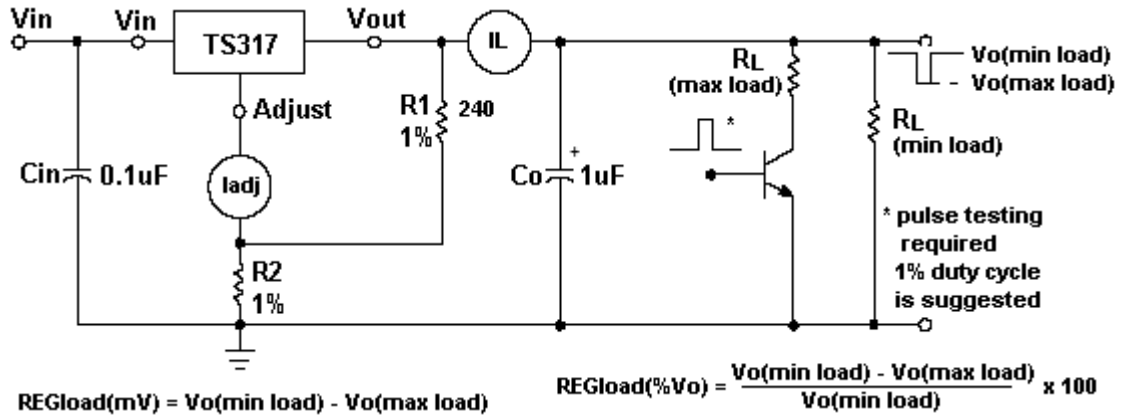 Vin
Vin
TS317
Vout
IL
RL
(max load)
Vo(min load)
Vo(max load)
Adjust
R1
1%
240
RL
(min load)
*
Cin
0.1uF
Iadj
Co
+
1uF
R2
1%
* pulse testing
required
1% duty cycle
is suggested
REGload(mV) = Vo(min load) - Vo(max load)
REGload(%Vo) = Vo(min load) - Vo(max load) x 100
Vo(min load)